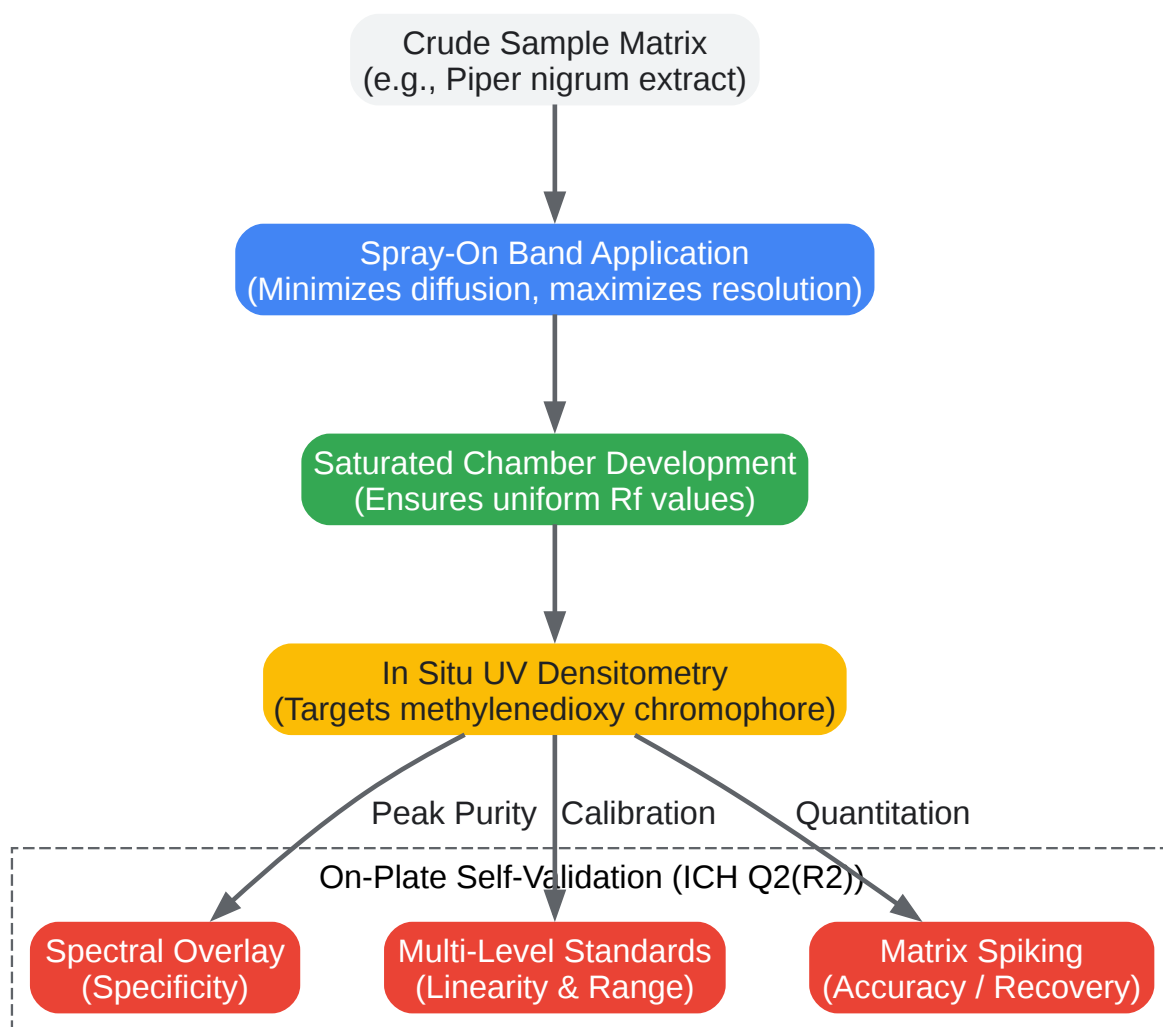 Crude Sample Matrix
(e.g., Piper nigrum extract)
Spray-On Band Application
(Minimizes diffusion, maximizes resolution)
Saturated Chamber Development
(Ensures uniform Rf values)
In Situ UV Densitometry
(Targets methylenedioxy chromophore)
Peak Purity
Calibration
Quantitation
On-Plate Self-Validation (ICH Q2(R2))
Spectral Overlay
(Specificity)
Multi-Level Standards
(Linearity & Range)
Matrix Spiking
(Accuracy / Recovery)